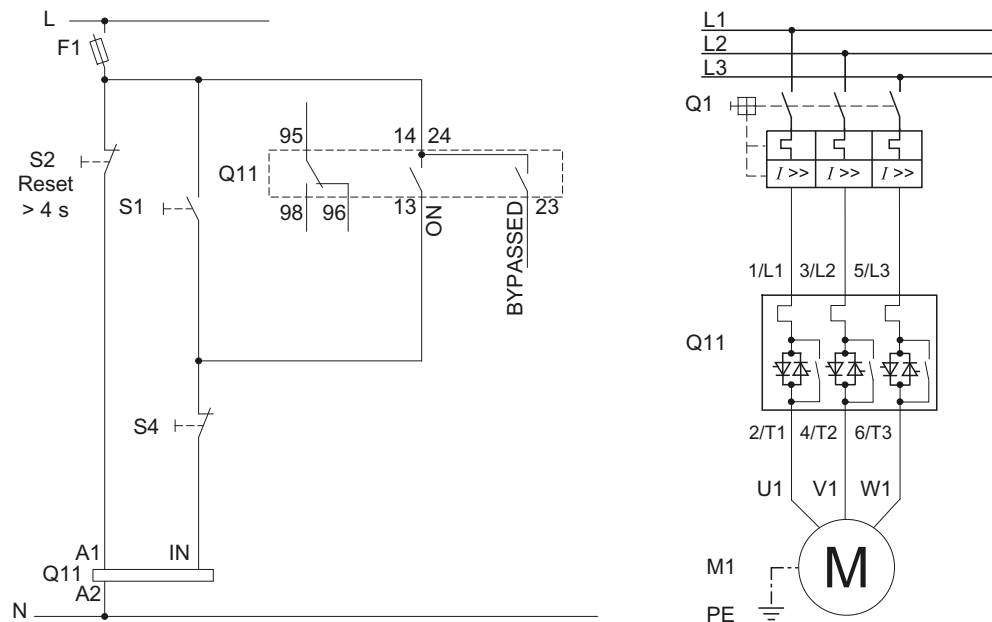 L
F1
S2
Reset
> 4 s
S1
95
14 24
Q11
98 96
13
ON
23
BYPASSED
S4
A1 IN
Q11
A2
N
L1
L2
L3
Q1
I >> I >> I >>
1/L1 3/L2 5/L3
Q11
2/T1 4/T2 6/T3
U1 V1 W1
M1
M
PE